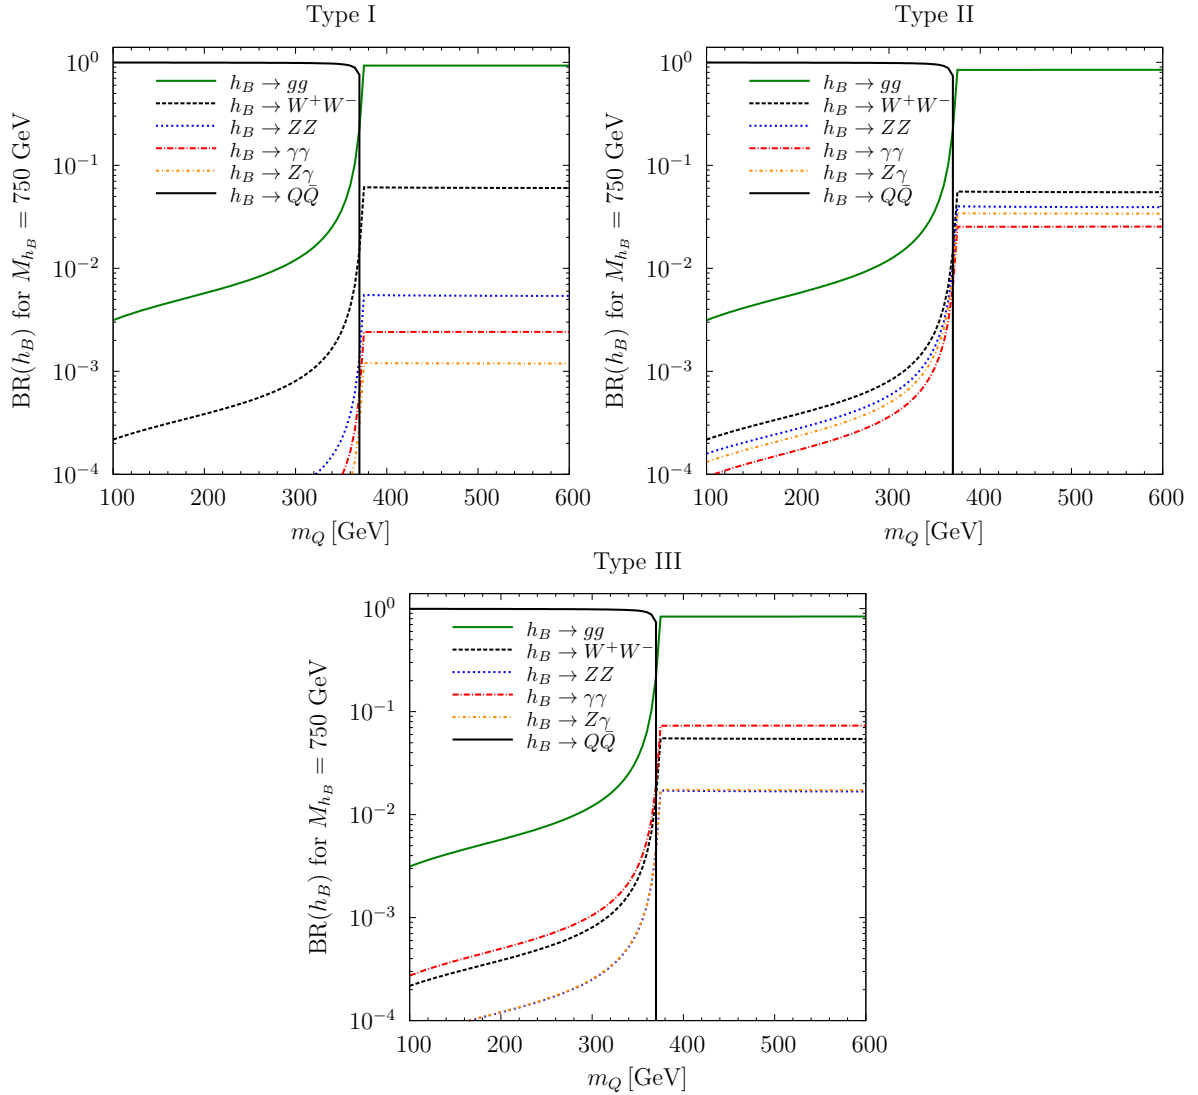 Type I
BR(h_B) for M_{h_B} = 750 GeV
10^0
10^{-1}
10^{-2}
10^{-3}
10^{-4}
h_B → gg
h_B → W^+W^-
h_B → ZZ
h_B → γγ
h_B → Zγ
h_B → QQ̄
100 200 300 400 500 600
m_Q [GeV]
Type II
BR(h_B) for M_{h_B} = 750 GeV
10^0
10^{-1}
10^{-2}
10^{-3}
10^{-4}
h_B → gg
h_B → W^+W^-
h_B → ZZ
h_B → γγ
h_B → Zγ
h_B → QQ̄
100 200 300 400 500 600
m_Q [GeV]
Type III
BR(h_B) for M_{h_B} = 750 GeV
10^0
10^{-1}
10^{-2}
10^{-3}
10^{-4}
h_B → gg
h_B → W^+W^-
h_B → ZZ
h_B → γγ
h_B → Zγ
h_B → QQ̄
100 200 300 400 500 600
m_Q [GeV]